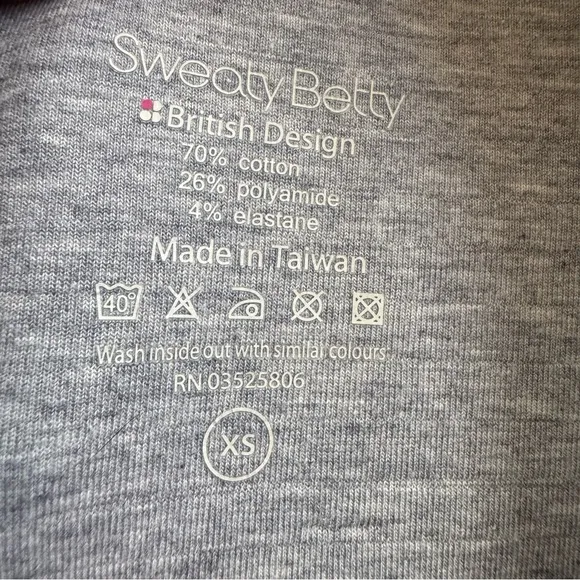 Sweaty Betty
British Design
70% cotton
26% polyamide
4% elastane
Made in Taiwan
40°
Wash inside out with similar colours
RN 03525806
XS